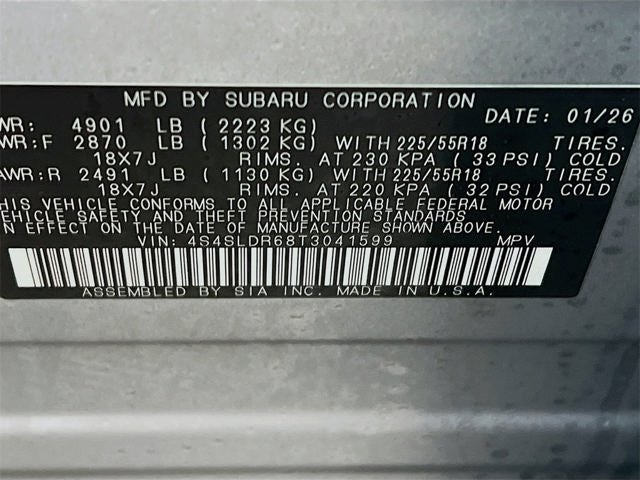 MFD BY SUBARU CORPORATION DATE: 01/26
WR: 4901 LB ( 2223 KG)
WR:F 2870 LB ( 1302 KG) WITH 225/55R18 TIRES.
18X7J RIMS. AT 230 KPA ( 33 PSI) COLD
AWR:R 2491 LB ( 1130 KG) WITH 225/55R18 TIRES.
18X7J RIMS. AT 220 KPA ( 32 PSI) COLD
THIS VEHICLE CONFORMS TO ALL APPLICABLE FEDERAL MOTOR
VEHICLE SAFETY AND THEFT PREVENTION STANDARDS
IN EFFECT ON THE DATE OF MANUFACTURE SHOWN ABOVE.
VIN: 4S4SLDR68T3041599 MPV
ASSEMBLED BY SIA INC. MADE IN U.S.A.